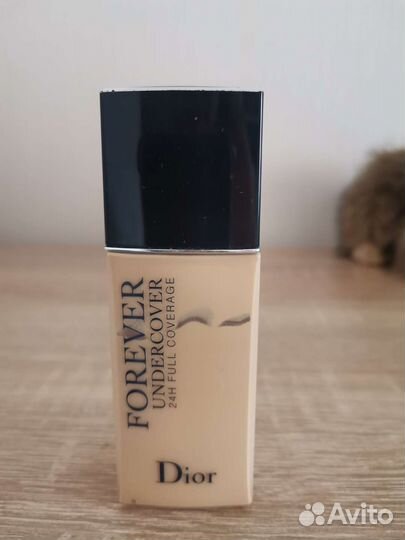 FOREVER
UNDERCOVER
24H FULL COVERAGE
Dior
Avito